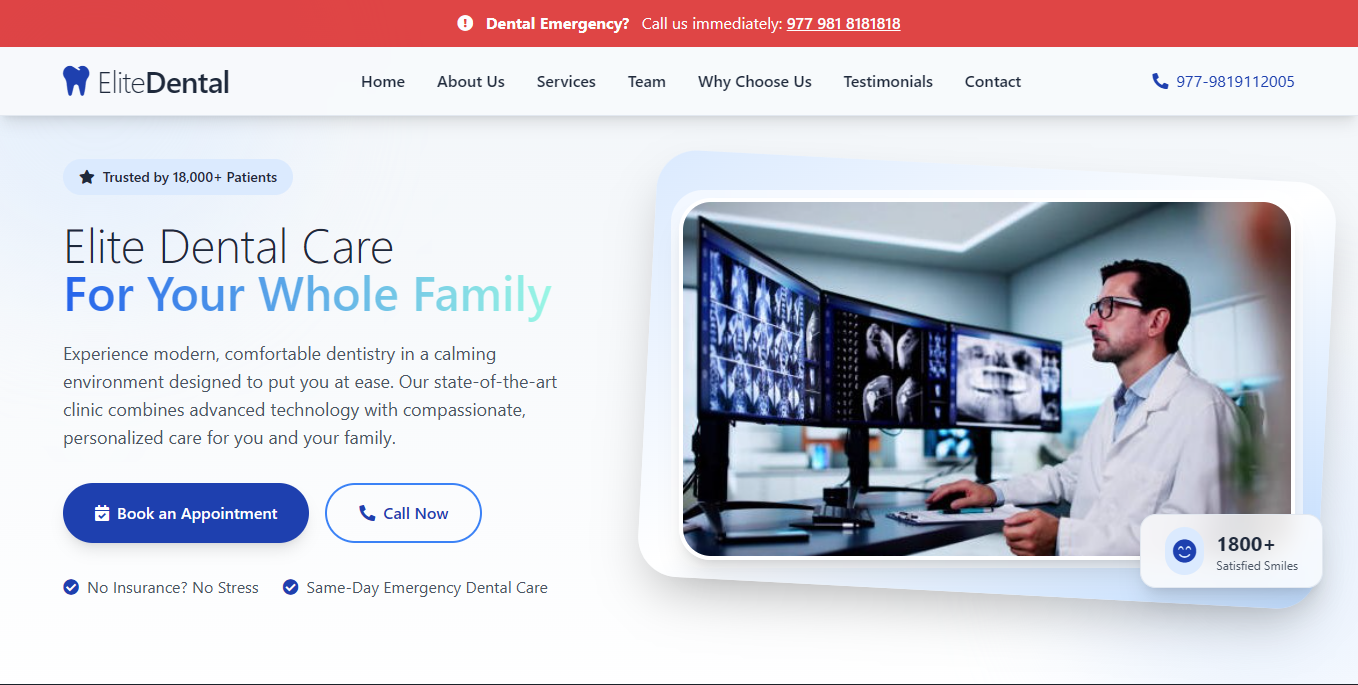 Dental Emergency? Call us immediately: 977 981 8181818
EliteDental
Home About Us Services Team Why Choose Us Testimonials Contact
977-9819112005
Trusted by 18,000+ Patients
Elite Dental Care
For Your Whole Family
Experience modern, comfortable dentistry in a calming
environment designed to put you at ease. Our state-of-the-art
clinic combines advanced technology with compassionate,
personalized care for you and your family.
Book an Appointment
Call Now
No Insurance? No Stress
Same-Day Emergency Dental Care
1800+
Satisfied Smiles